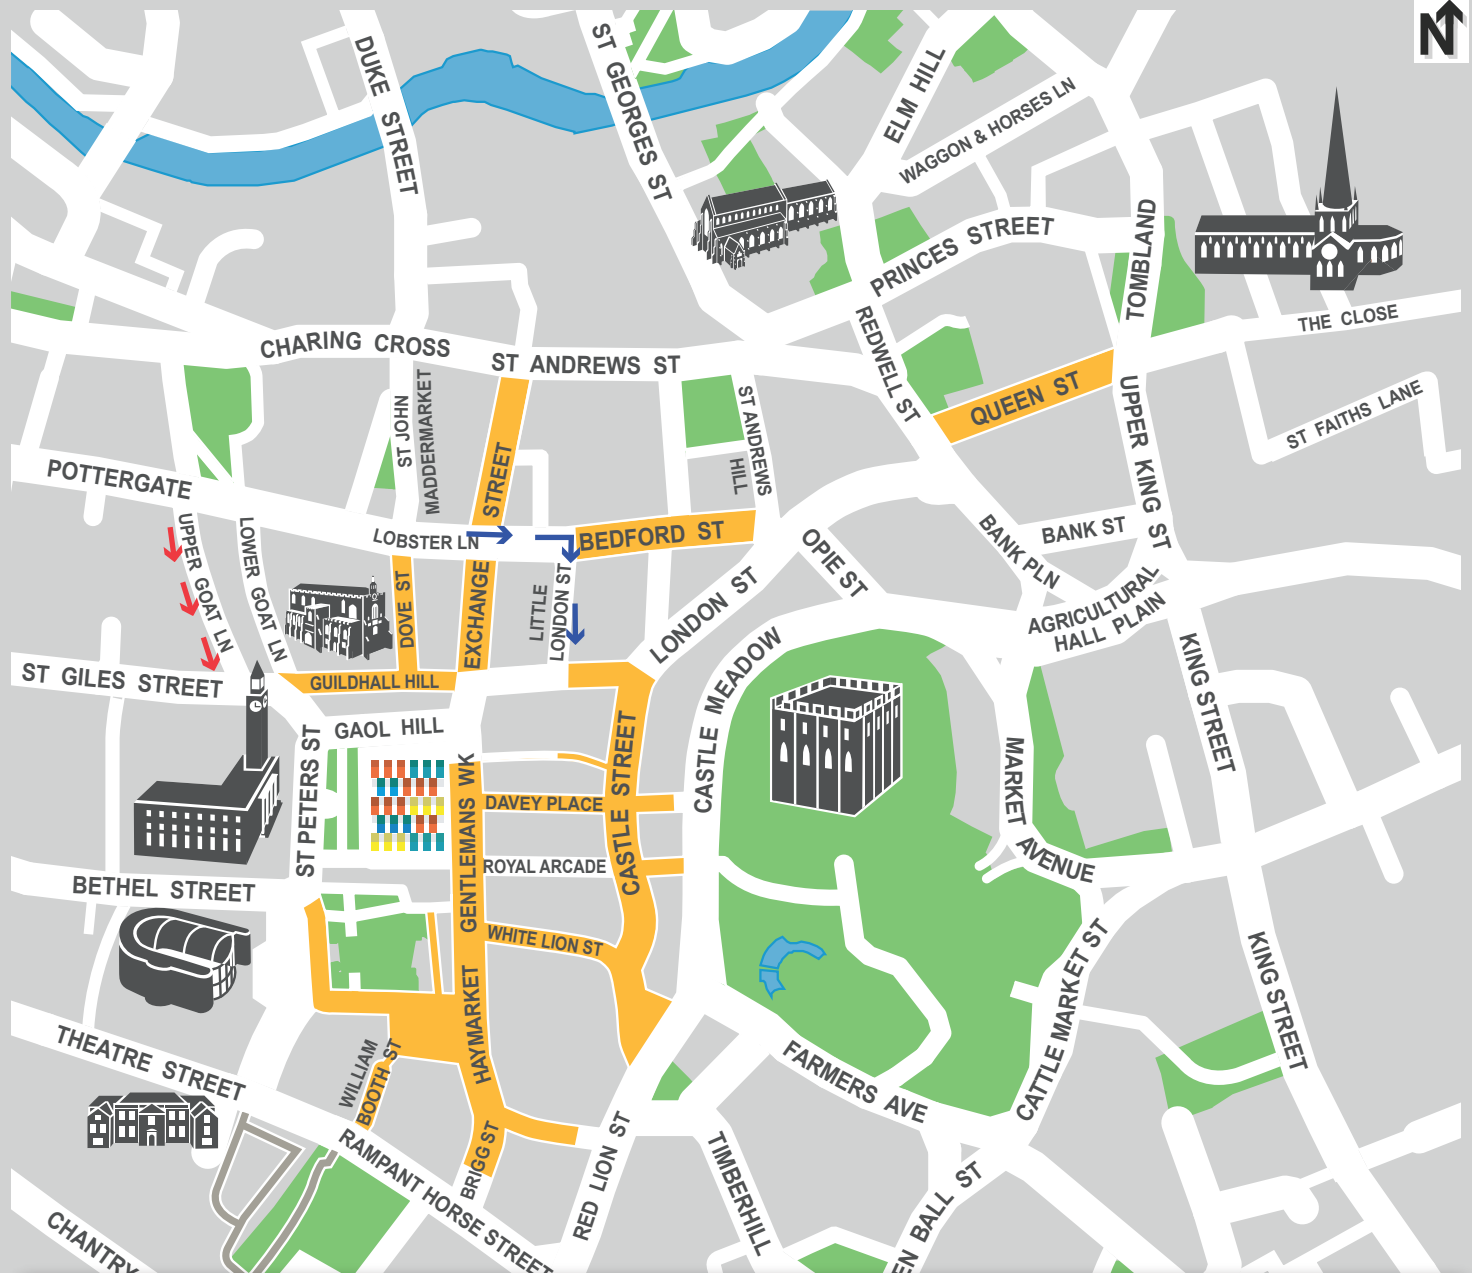 N
DUKE STREET
ST GEORGES ST
ELM HILL
WAGGON & HORSES LN
PRINCES STREET
TOMBLAND
THE CLOSE
CHARING CROSS
ST ANDREWS ST
REDWELL ST
QUEEN ST
UPPER KING ST
ST FAITHS LANE
ST JOHN
MADDERMARKET
ST ANDREWS
HILL
POTTERGATE
EXCHANGE STREET
LOBSTER LN
BEDFORD ST
OPIE ST
BANK PLN
BANK ST
UPPER GOAT LN
LOWER GOAT LN
DOVE ST
LITTLE
LONDON ST
LONDON ST
AGRICULTURAL
HALL PLAIN
ST GILES STREET
GUILDHALL HILL
GAOL HILL
ST PETERS ST
GENTLEMANS WK
CASTLE STREET
CASTLE MEADOW
MARKET AVENUE
KING STREET
DAVEY PLACE
ROYAL ARCADE
BETHEL STREET
WHITE LION ST
HAYMARKET
CATTLE MARKET ST
KING STREET
THEATRE STREET
WILLIAM
BOOTH ST
FARMERS AVE
RAMPANT HORSE STREET
BRIGG ST
RED LION ST
TIMBERHILL
EN BALL ST
CHANTRY